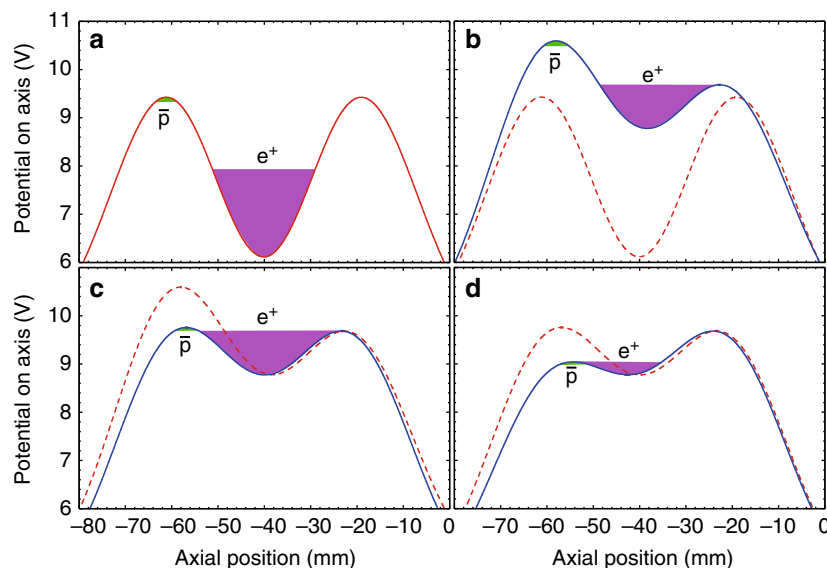 a
b
11
10
9
8
7
6
Potential on axis (V)
p̅
e⁺
p̅
e⁺
c
d
10
9
8
7
6
Potential on axis (V)
p̅
e⁺
p̅
e⁺
–80 –70 –60 –50 –40 –30 –20 –10 0 –70 –60 –50 –40 –30 –20 –10 0
Axial position (mm) Axial position (mm)